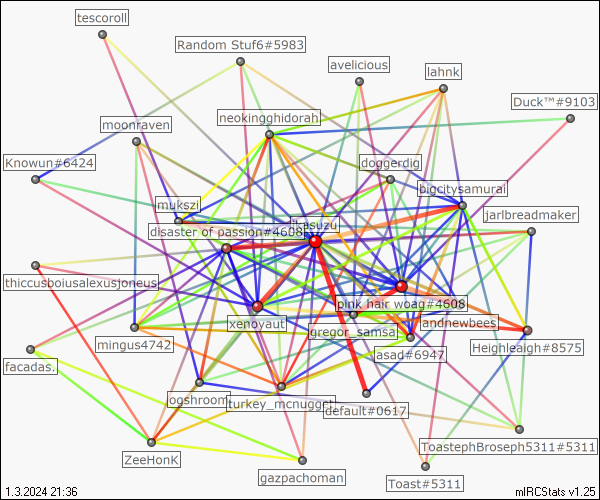 tescoroll
Random Stuf6#5983
avelicious
lahnk
Duck™#9103
neokingghidorah
moonraven
Knowun#6424
doggerdig
bigcitysamurai
mukszi
jarlbreadmaker
disaster of passion#4608
thiccusboiusalexusjoneus
pink hair woag#4608
xenovaut
gregor_samsa
andnewbees
mingus4742
asad#6947
Heighleaigh#8575
facadas.
ogshroom
turkey_mcnugget
default#0617
ToastephBroseph5311#5311
ZeeHonK
gazpachoman
Toast#5311
1.3.2024 21:36
mIRCStats v1.25